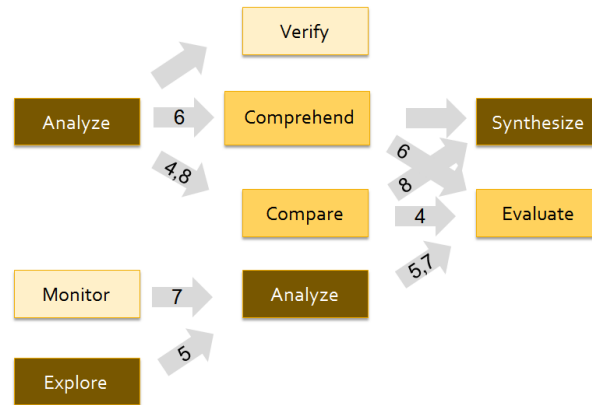 Verify
Analyze
6
Comprehend
Synthesize
4,8
6
8
Compare
4
Evaluate
Monitor
7
Analyze
5,7
Explore
5